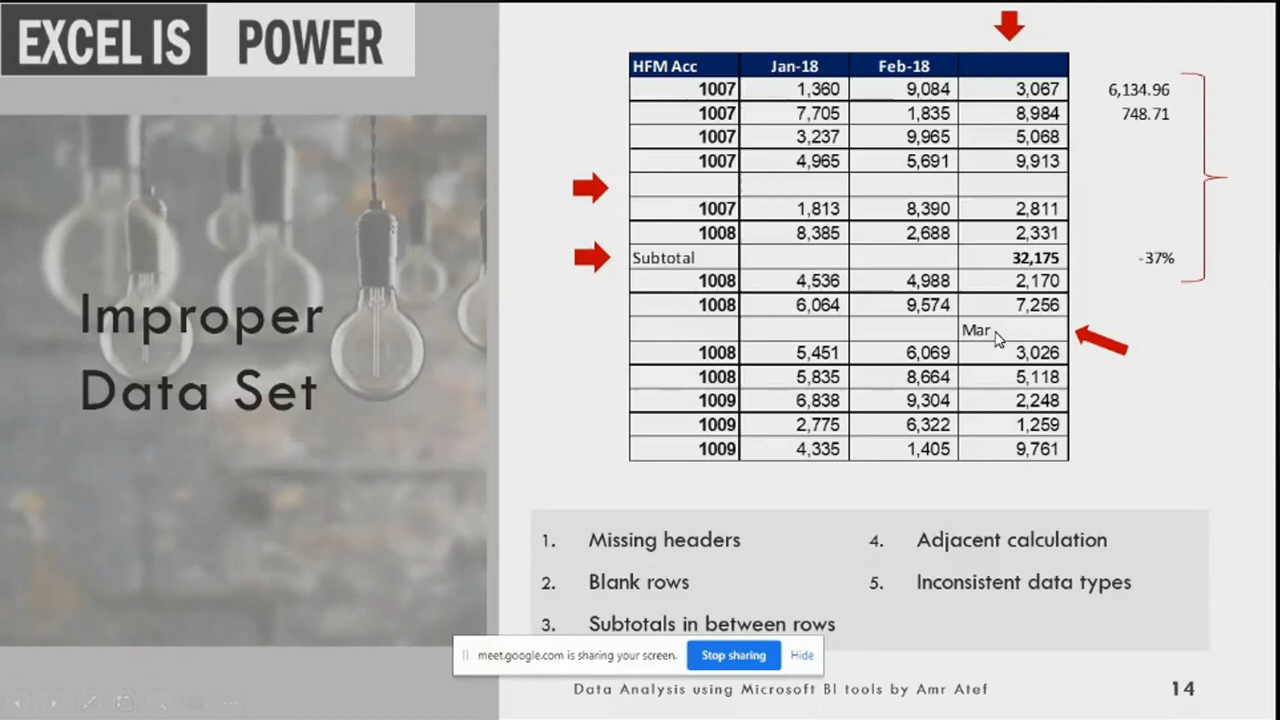 EXCEL IS POWER
Improper
Data Set
HFM Acc Jan-18 Feb-18
1007 1,360 9,084 3,067 6,134.96
1007 7,705 1,835 8,984 748.71
1007 3,237 9,965 5,068
1007 4,965 5,691 9,913
1007 1,813 8,390 2,811
1008 8,385 2,688 2,331
Subtotal 32,175 -37%
1008 4,536 4,988 2,170
1008 6,064 9,574 7,256
Mar
1008 5,451 6,069 3,026
1008 5,835 8,664 5,118
1009 6,838 9,304 2,248
1009 2,775 6,322 1,259
1009 4,335 1,405 9,761
1. Missing headers
2. Blank rows
3. Subtotals in between rows
4. Adjacent calculation
5. Inconsistent data types
meet.google.com is sharing your screen. Stop sharing Hide
Data Analysis using Microsoft BI tools by Amr Atef 14